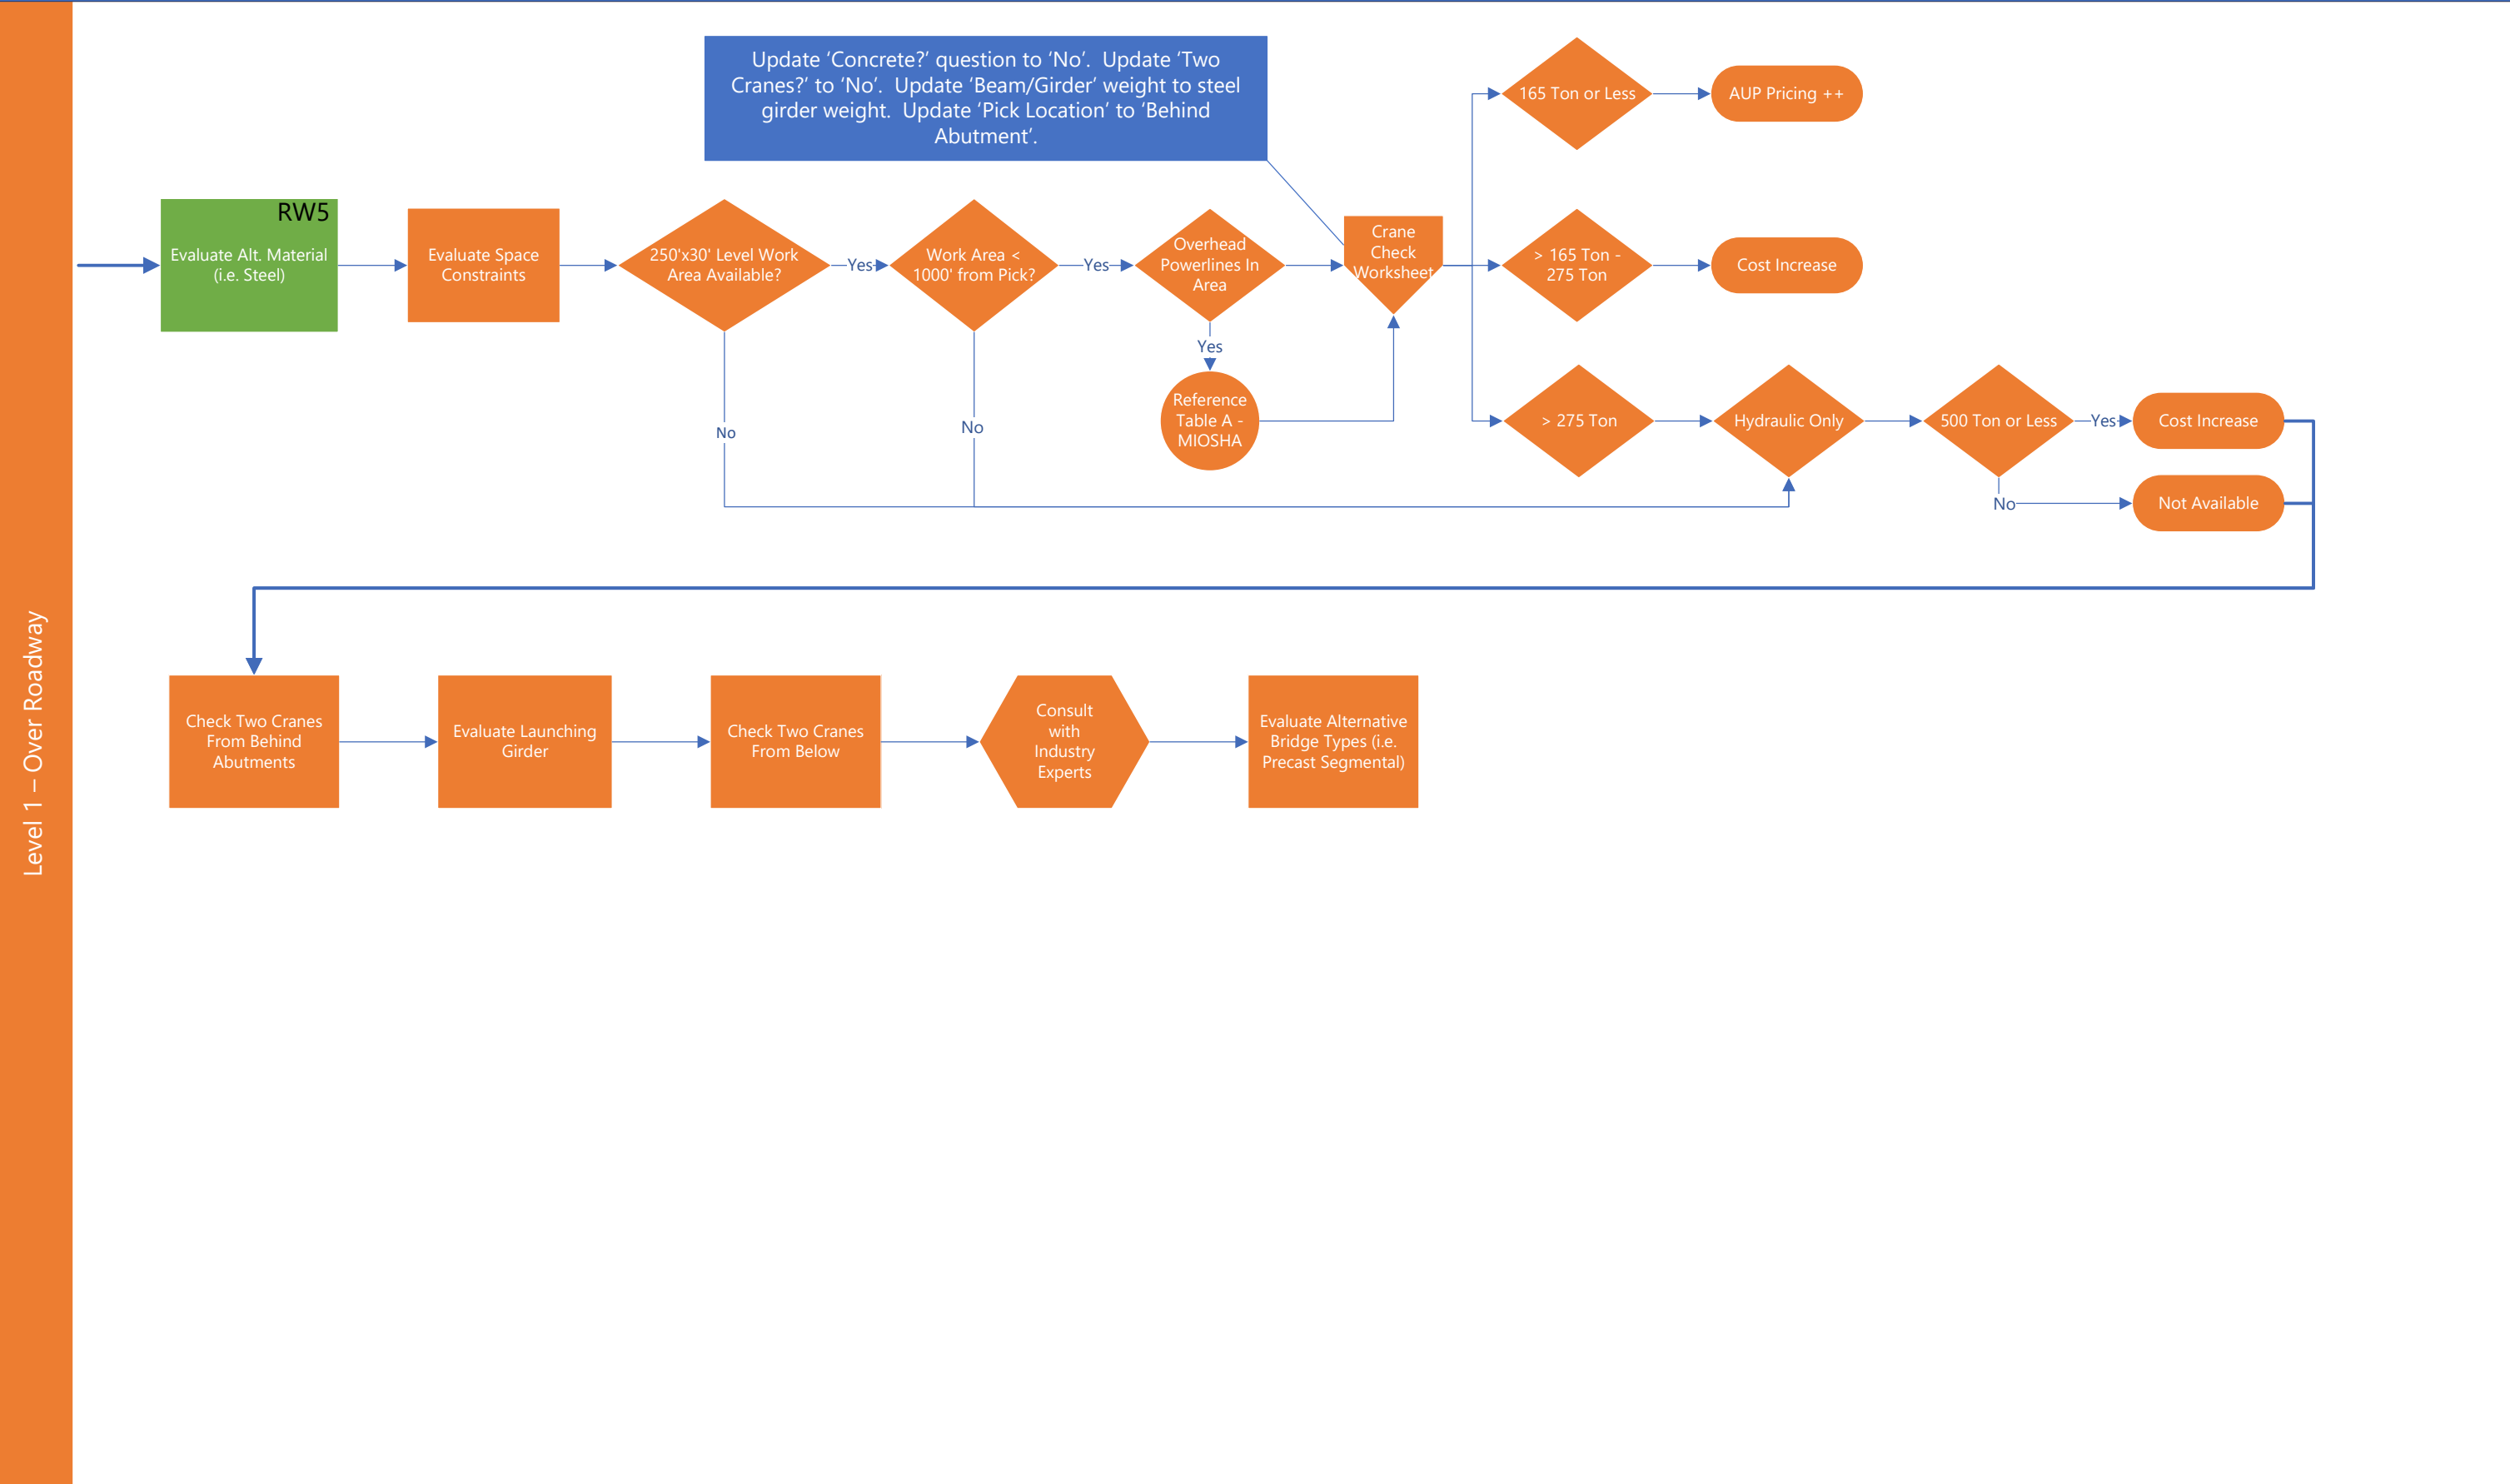 Level 1 – Over Roadway
Update ‘Concrete?’ question to ‘No’.  Update ‘Two
Cranes?’ to ‘No’.  Update ‘Beam/Girder’ weight to steel
girder weight.  Update ‘Pick Location’ to ‘Behind
Abutment’.
165 Ton or Less
AUP Pricing ++
RW5
Evaluate Alt. Material
(i.e. Steel)
Evaluate Space
Constraints
250'x30' Level Work
Area Available?
Yes
No
Work Area <
1000' from Pick?
Yes
No
Overhead
Powerlines In
Area
Yes
Reference
Table A -
MIOSHA
Crane
Check
Worksheet
> 165 Ton -
275 Ton
Cost Increase
> 275 Ton
Hydraulic Only
500 Ton or Less
Yes
Cost Increase
No
Not Available
Check Two Cranes
From Behind
Abutments
Evaluate Launching
Girder
Check Two Cranes
From Below
Consult
with
Industry
Experts
Evaluate Alternative
Bridge Types (i.e.
Precast Segmental)